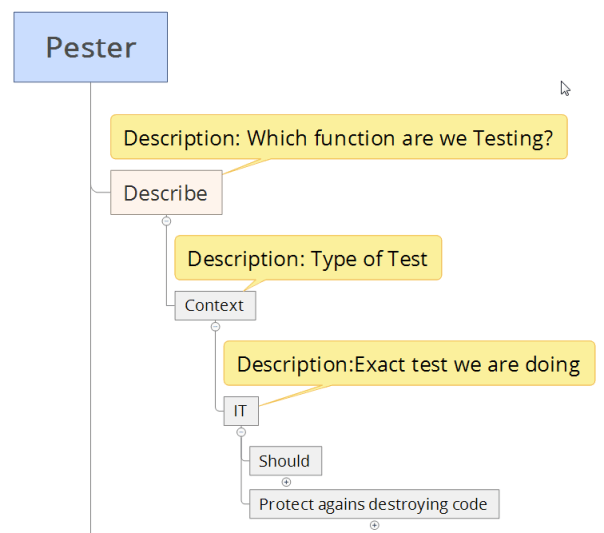 Pester
Description: Which function are we Testing?
Describe
Description: Type of Test
Context
Description:Exact test we are doing
IT
Should
Protect agains destroying code